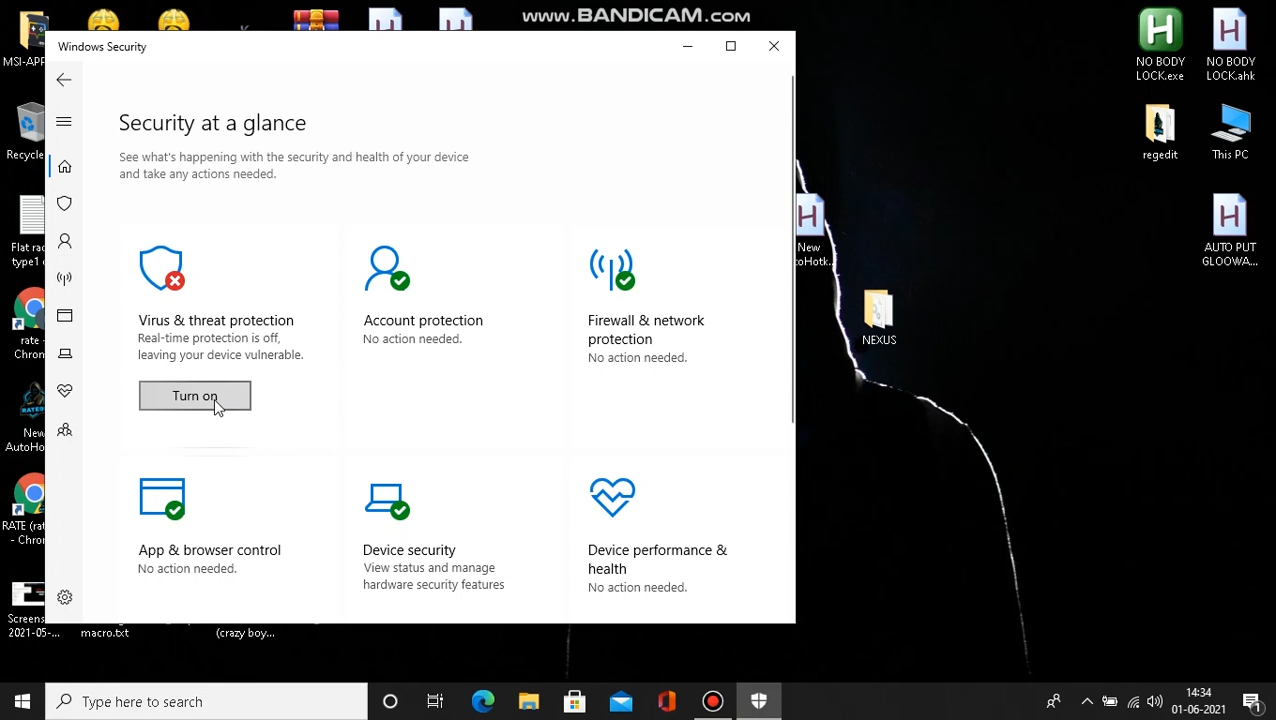 www.BANDICAM.com
Windows Security
Security at a glance
See what's happening with the security and health of your device
and take any actions needed.
Virus & threat protection
Real-time protection is off,
leaving your device vulnerable.
Turn on
Account protection
No action needed.
Firewall & network
protection
No action needed.
App & browser control
No action needed.
Device security
View status and manage
hardware security features
Device performance &
health
No action needed.
MSI-APP
Recycle
Flat
type1
rate -
Chrom
RATE
New
AutoHot
RATE (rat
- Chrom
Screens
2021-05-...
macro.txt
(crazy boy...
New
NEXUS
NO BODY
LOCK.exe
NO BODY
LOCK.ahk
regedit
This PC
AUTO PUT
GLOOWA...
Type here to search
14:34
01-06-2021